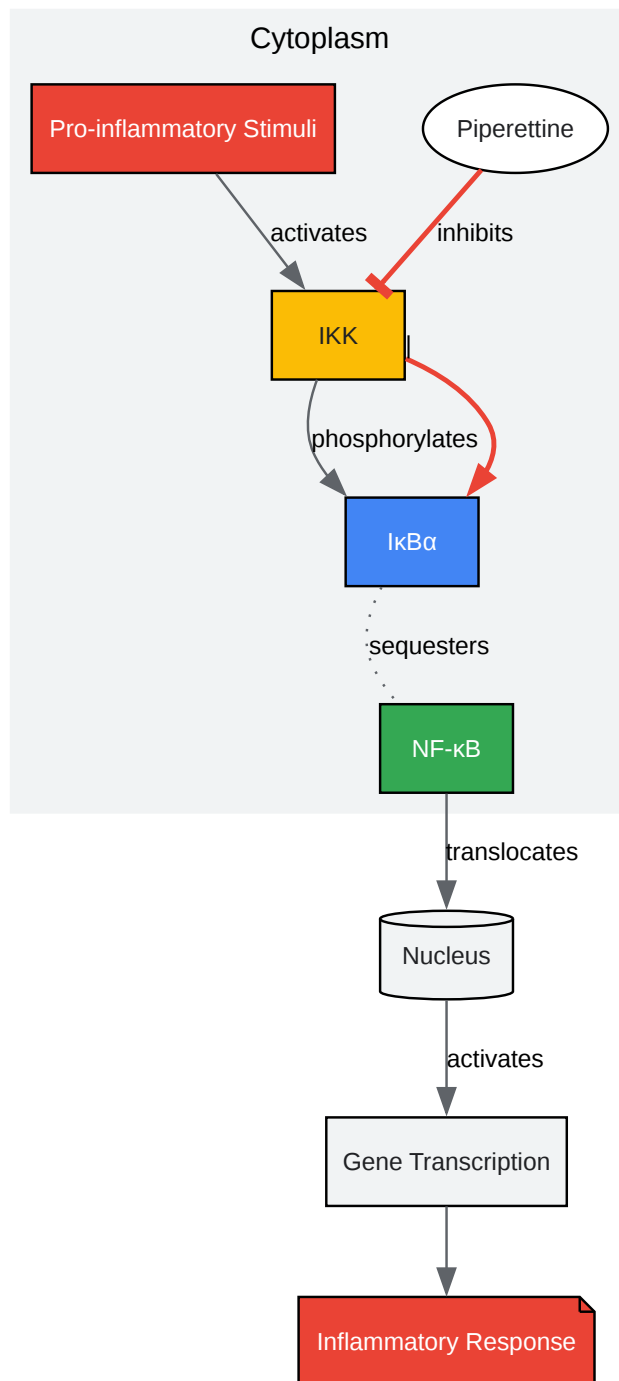 Cytoplasm
Pro-inflammatory Stimuli
Piperettine
activates
inhibits
IKK
phosphorylates
IκBα
sequesters
NF-κB
translocates
Nucleus
activates
Gene Transcription
Inflammatory Response